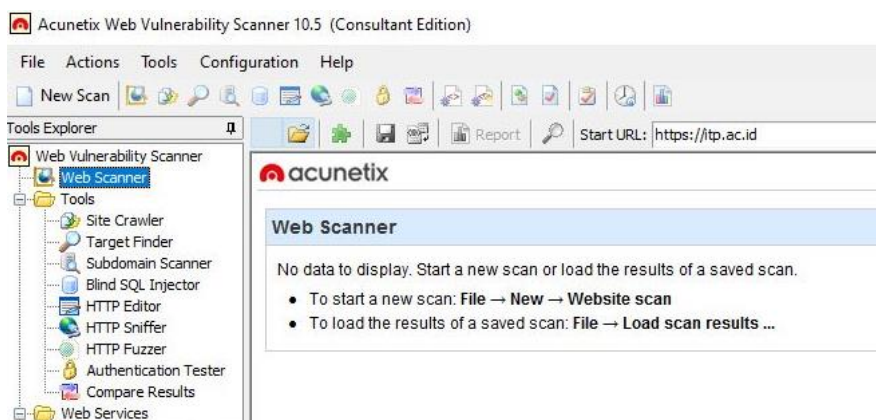 Acunetix Web Vulnerability Scanner 10.5 (Consultant Edition)
File Actions Tools Configuration Help
New Scan
Tools Explorer
Report Start URL: https://itp.ac.id
Web Vulnerability Scanner
Web Scanner
Tools
Site Crawler
Target Finder
Subdomain Scanner
Blind SQL Injector
HTTP Editor
HTTP Sniffer
HTTP Fuzzer
Authentication Tester
Compare Results
Web Services
acunetix
Web Scanner
No data to display. Start a new scan or load the results of a saved scan.
• To start a new scan: File → New → Website scan
• To load the results of a saved scan: File → Load scan results ...